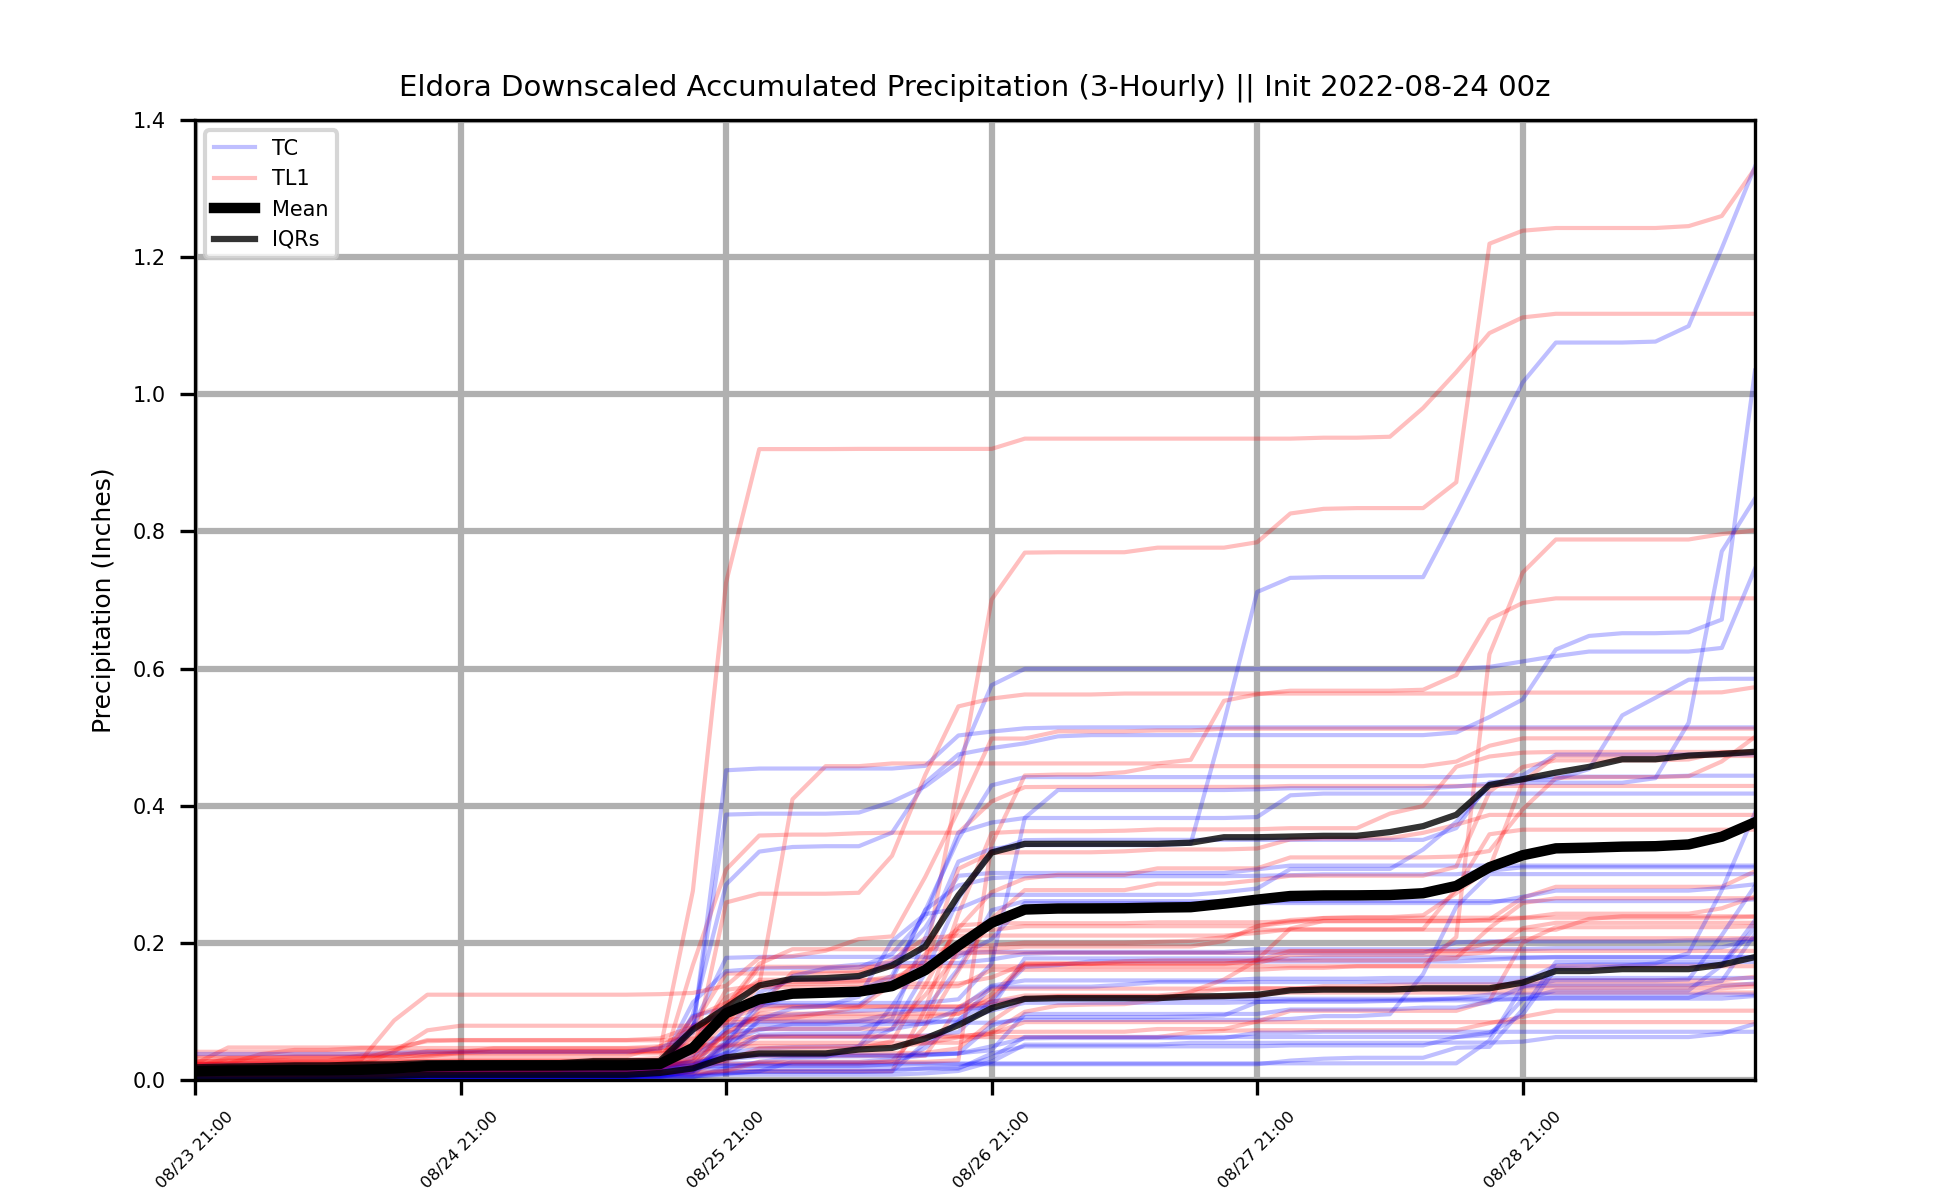 Eldora Downscaled Accumulated Precipitation (3-Hourly) || Init 2022-08-24 00z
TC
TL1
Mean
IQRs
Precipitation (Inches)
1.4
1.2
1.0
0.8
0.6
0.4
0.2
0.0
08/23 21:00
08/24 21:00
08/25 21:00
08/26 21:00
08/27 21:00
08/28 21:00